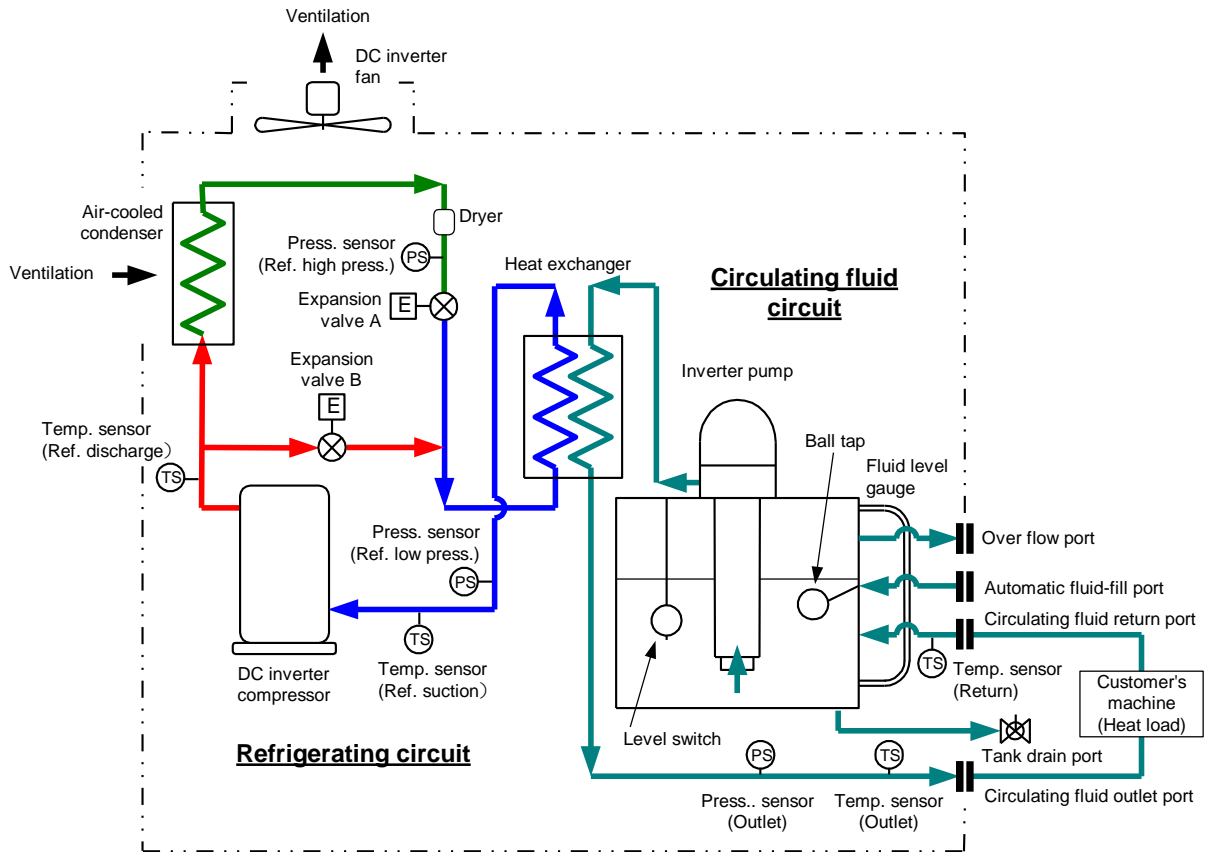 Ventilation
DC inverter
fan
Air-cooled
condenser
Ventilation
Dryer
Press. sensor
(Ref. high press.)
PS
Heat exchanger
Circulating fluid
circuit
Expansion
valve A
E
Expansion
valve B
E
Inverter pump
Temp. sensor
(Ref. discharge)
TS
Ball tap
Fluid level
gauge
Press. sensor
(Ref. low press.)
PS
Over flow port
Automatic fluid-fill port
Circulating fluid return port
TS
Temp. sensor
(Ref. suction)
DC inverter
compressor
TS
Temp. sensor
(Return)
Customer's
machine
(Heat load)
Level switch
Tank drain port
Refrigerating circuit
PS
TS
Press.. sensor
(Outlet)
Temp. sensor
(Outlet)
Circulating fluid outlet port